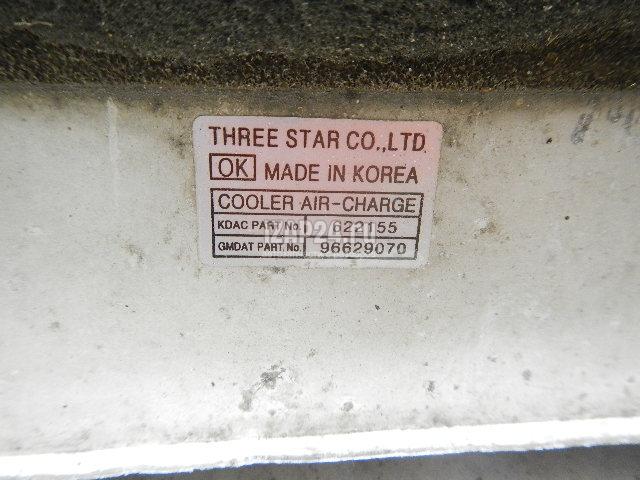 THREE STAR CO.,LTD.
OK MADE IN KOREA
COOLER AIR-CHARGE
KDAC PART No. 622155
GMDAT PART.No. 96629070